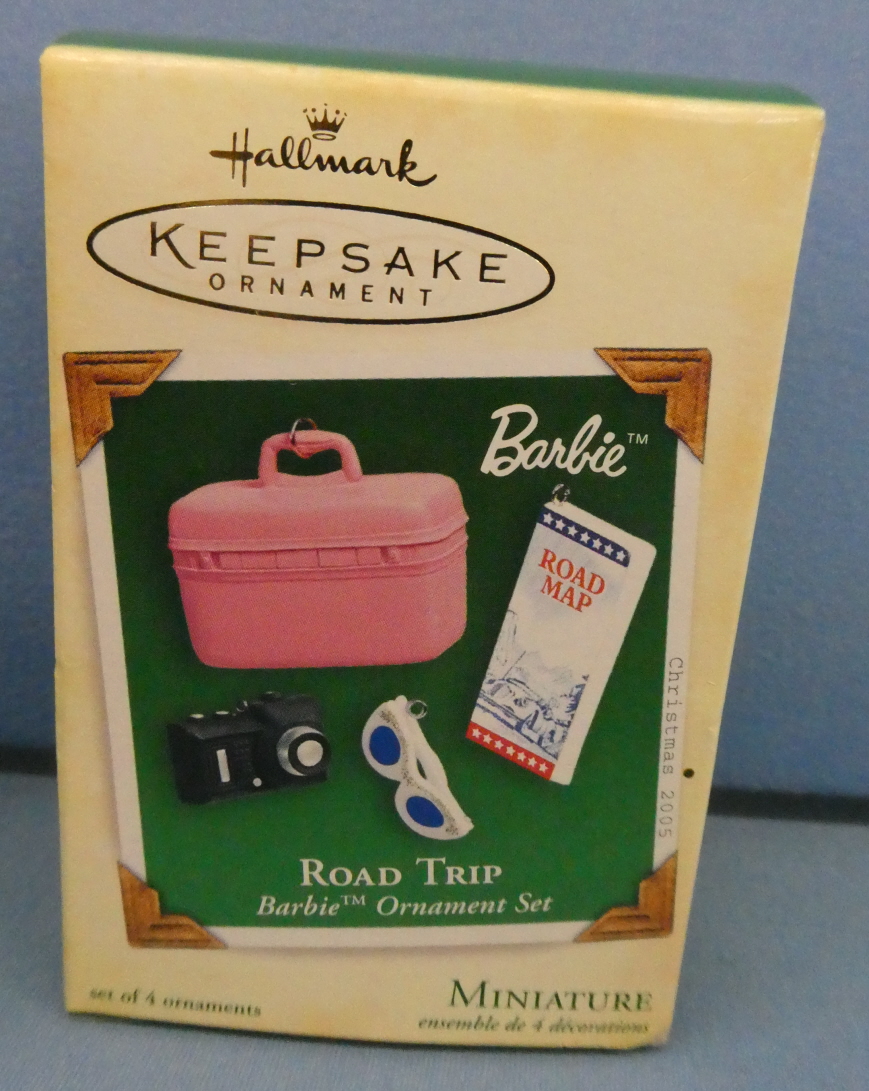 Hallmark
KEEPSAKE
ORNAMENT
Barbie™
ROAD
MAP
Christmas 2005
ROAD TRIP
Barbie™ Ornament Set
set of 4 ornaments
MINIATURE
ensemble de 4 décorations